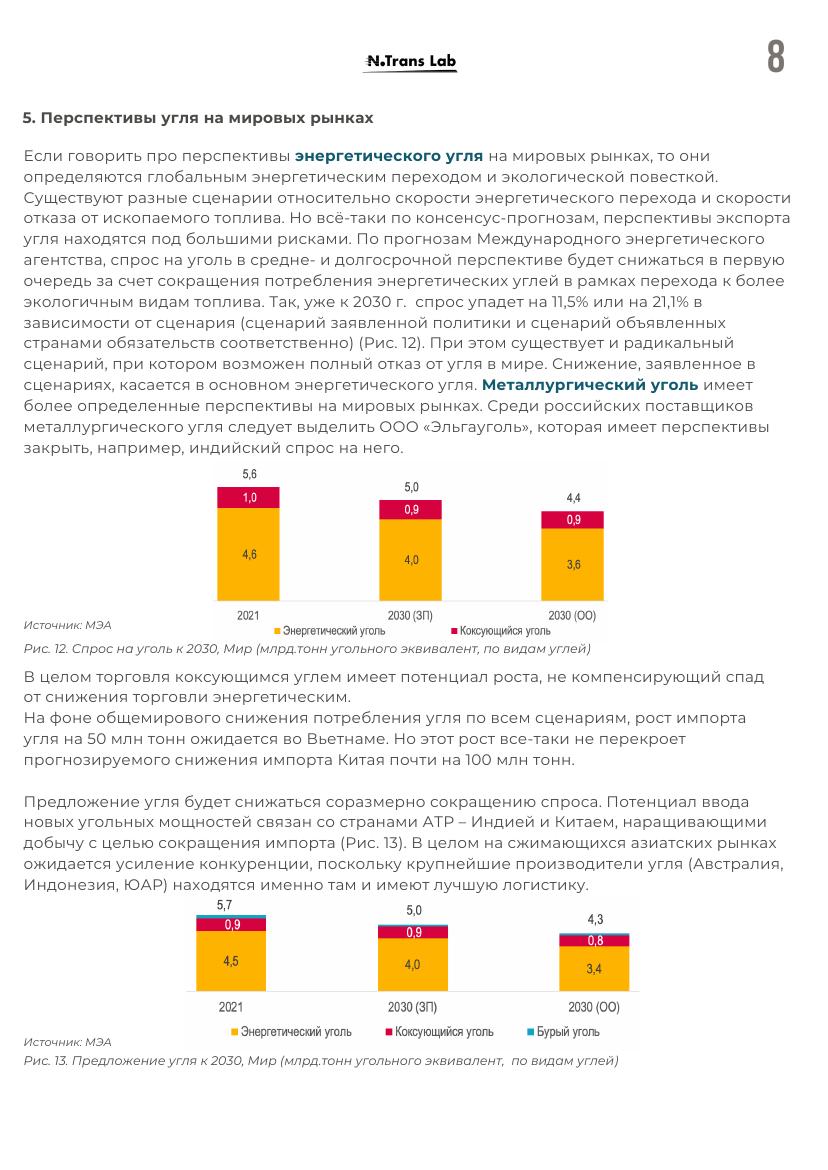 N.Trans Lab
8
5. Перспективы угля на мировых рынках
Если говорить про перспективы энергетического угля на мировых рынках, то они
определяются глобальным энергетическим переходом и экологической повесткой.
Существуют разные сценарии относительно скорости энергетического перехода и скорости
отказа от ископаемого топлива. Но всё-таки по консенсус-прогнозам, перспективы экспорта
угля находятся под большими рисками. По прогнозам Международного энергетического
агентства, спрос на уголь в средне- и долгосрочной перспективе будет снижаться в первую
очередь за счет сокращения потребления энергетических углей в рамках перехода к более
экологичным видам топлива. Так, уже к 2030 г. спрос упадет на 11,5% или на 21,1% в
зависимости от сценария (сценарий заявленной политики и сценарий объявленных
странами обязательств соответственно) (Рис. 12). При этом существует и радикальный
сценарий, при котором возможен полный отказ от угля в мире. Снижение, заявленное в
сценариях, касается в основном энергетического угля. Металлургический уголь имеет
более определенные перспективы на мировых рынках. Среди российских поставщиков
металлургического угля следует выделить ООО «Эльгауголь», которая имеет перспективы
закрыть, например, индийский спрос на него.
5,6
5,0
4,4
1,0
0,9
0,9
4,6
4,0
3,6
2021
2030 (ЗП)
2030 (ОО)
Энергетический уголь
Коксующийся уголь
Источник: МЭА
Рис. 12. Спрос на уголь к 2030, Мир (млрд.тонн угольного эквивалент, по видам углей)
В целом торговля коксующимся углем имеет потенциал роста, не компенсирующий спад
от снижения торговли энергетическим.
На фоне общемирового снижения потребления угля по всем сценариям, рост импорта
угля на 50 млн тонн ожидается во Вьетнаме. Но этот рост все-таки не перекроет
прогнозируемого снижения импорта Китая почти на 100 млн тонн.
Предложение угля будет снижаться соразмерно сокращению спроса. Потенциал ввода
новых угольных мощностей связан со странами АТР – Индией и Китаем, наращивающими
добычу с целью сокращения импорта (Рис. 13). В целом на сжимающихся азиатских рынках
ожидается усиление конкуренции, поскольку крупнейшие производители угля (Австралия,
Индонезия, ЮАР) находятся именно там и имеют лучшую логистику.
5,7
5,0
4,3
0,9
0,9
0,8
4,5
4,0
3,4
2021
2030 (ЗП)
2030 (ОО)
Энергетический уголь
Коксующийся уголь
Бурый уголь
Источник: МЭА
Рис. 13. Предложение угля к 2030, Мир (млрд.тонн угольного эквивалент, по видам углей)